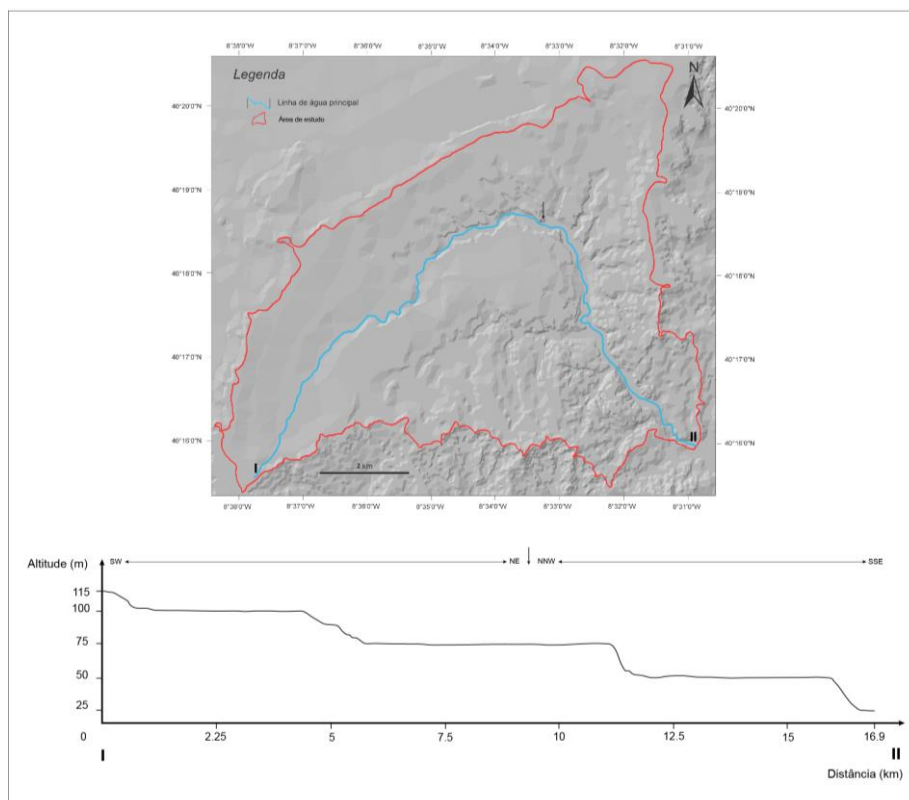 8°38'0"W 8°37'0"W 8°36'0"W 8°35'0"W 8°34'0"W 8°33'0"W 8°32'0"W 8°31'0"W
Legenda
Linha de água principal
Área de estudo
N
40°20'0"N 40°20'0"N
40°19'0"N 40°19'0"N
40°18'0"N 40°18'0"N
40°17'0"N 40°17'0"N
40°16'0"N 40°16'0"N
I
II
2 km
8°38'0"W 8°37'0"W 8°36'0"W 8°35'0"W 8°34'0"W 8°33'0"W 8°32'0"W 8°31'0"W
Altitude (m)
SW NE NNW SSE
115
100
75
50
25
0 2.25 5 7.5 10 12.5 15 16.9
I II
Distância (km)